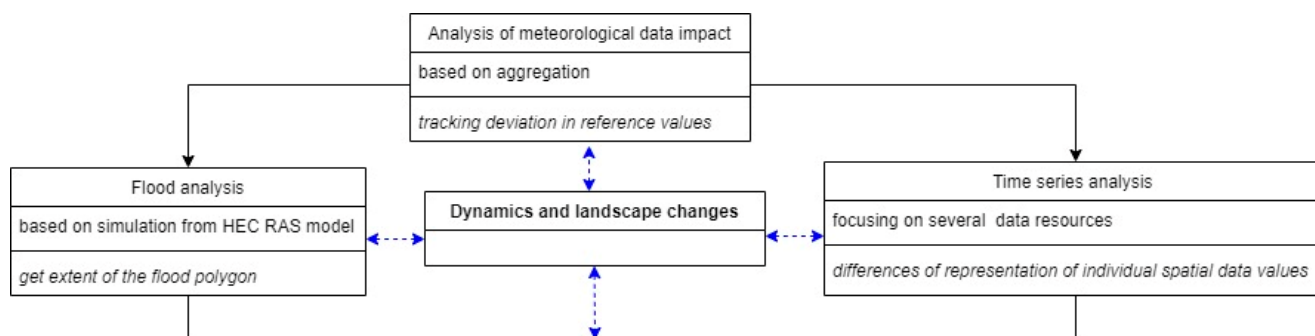 Analysis of meteorological data impact
based on aggregation
tracking deviation in reference values
Flood analysis
based on simulation from HEC RAS model
get extent of the flood polygon
Dynamics and landscape changes
Time series analysis
focusing on several data resources
differences of representation of individual spatial data values